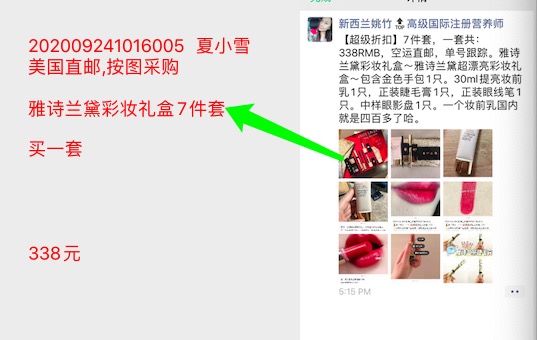 202009241016005 夏小雪
美国直邮,按图采购
雅诗兰黛彩妆礼盒7件套
买一套
338元
新西兰姚竹 TOP 高级国际注册营养师
【超级折扣】7件套，一套共：
338RMB，空运直邮，单号跟踪。雅诗
兰黛彩妆礼盒～雅诗兰黛超漂亮彩妆礼
盒～包含金色手包1只。30ml提亮妆前
乳1只，正装睫毛膏1只，正装眼线笔1
只。中样眼影盘1只。一个妆前乳国内
就是四百多了哈。
5:15 PM